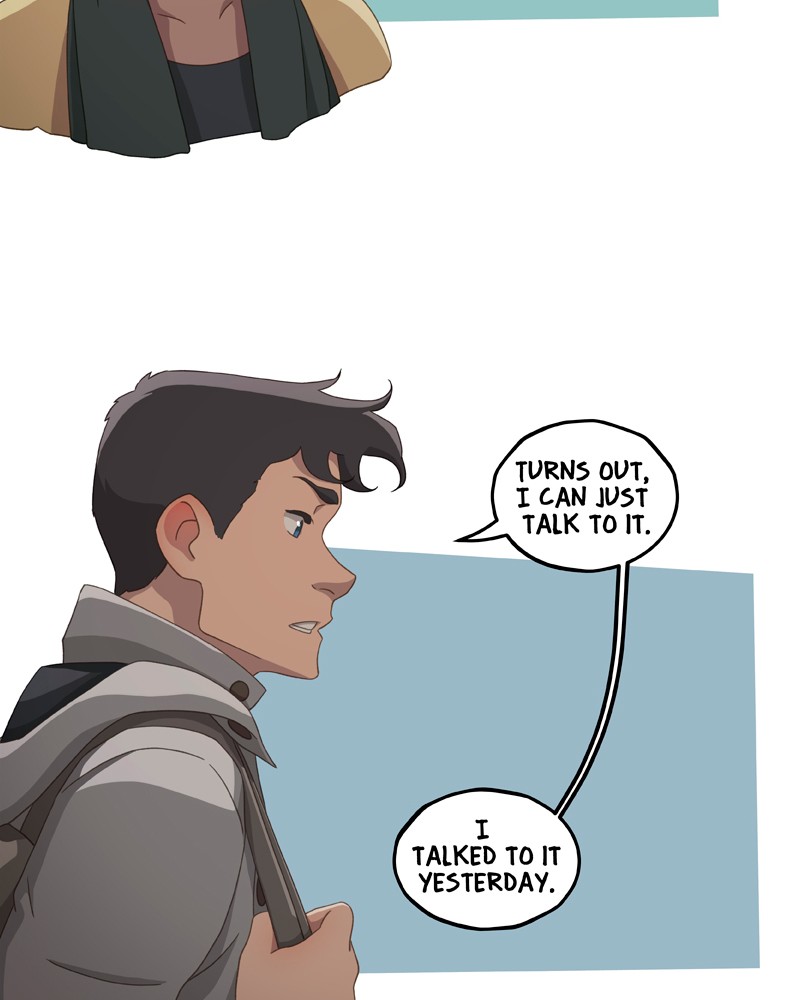 TURNS OUT,
I CAN JUST
TALK TO IT.
I
TALKED TO IT
YESTERDAY.